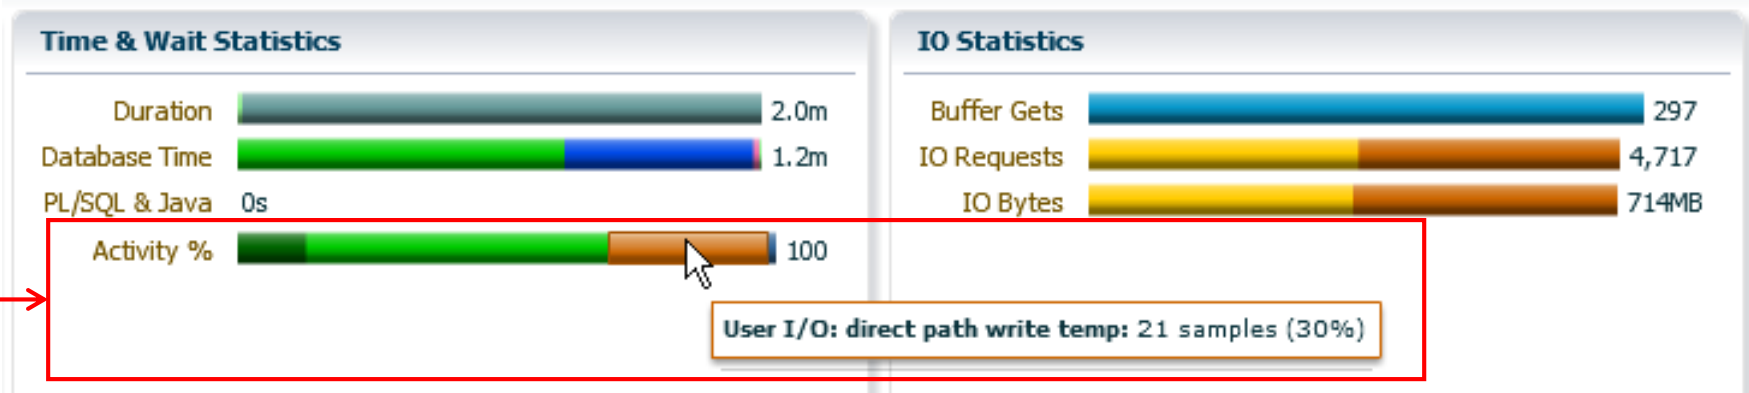 Time & Wait Statistics
Duration 2.0m
Database Time 1.2m
PL/SQL & Java 0s
Activity % 100
IO Statistics
Buffer Gets 297
IO Requests 4,717
IO Bytes 714MB
User I/O: direct path write temp: 21 samples (30%)